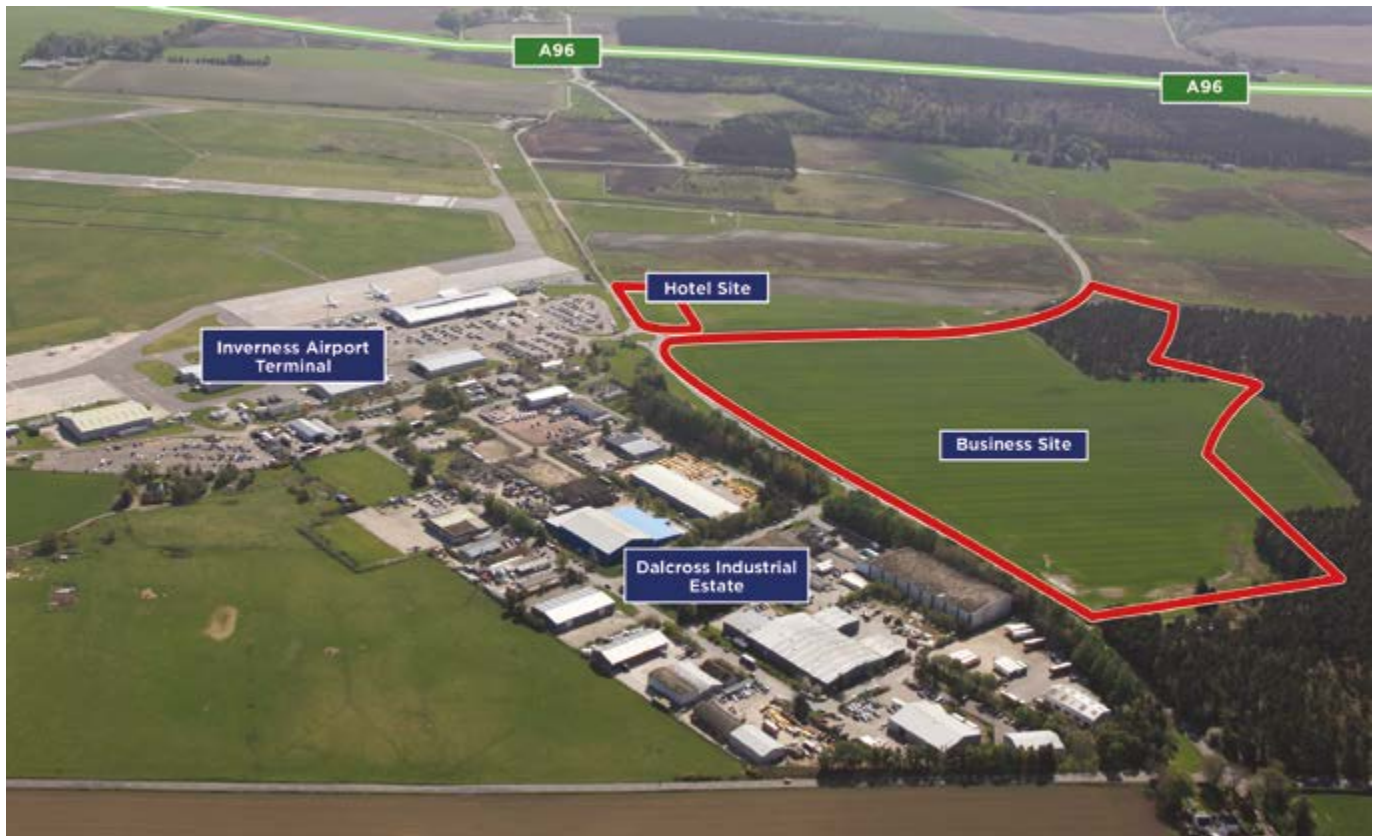 A96
A96
Hotel Site
Inverness Airport
Terminal
Business Site
Dalcross Industrial
Estate